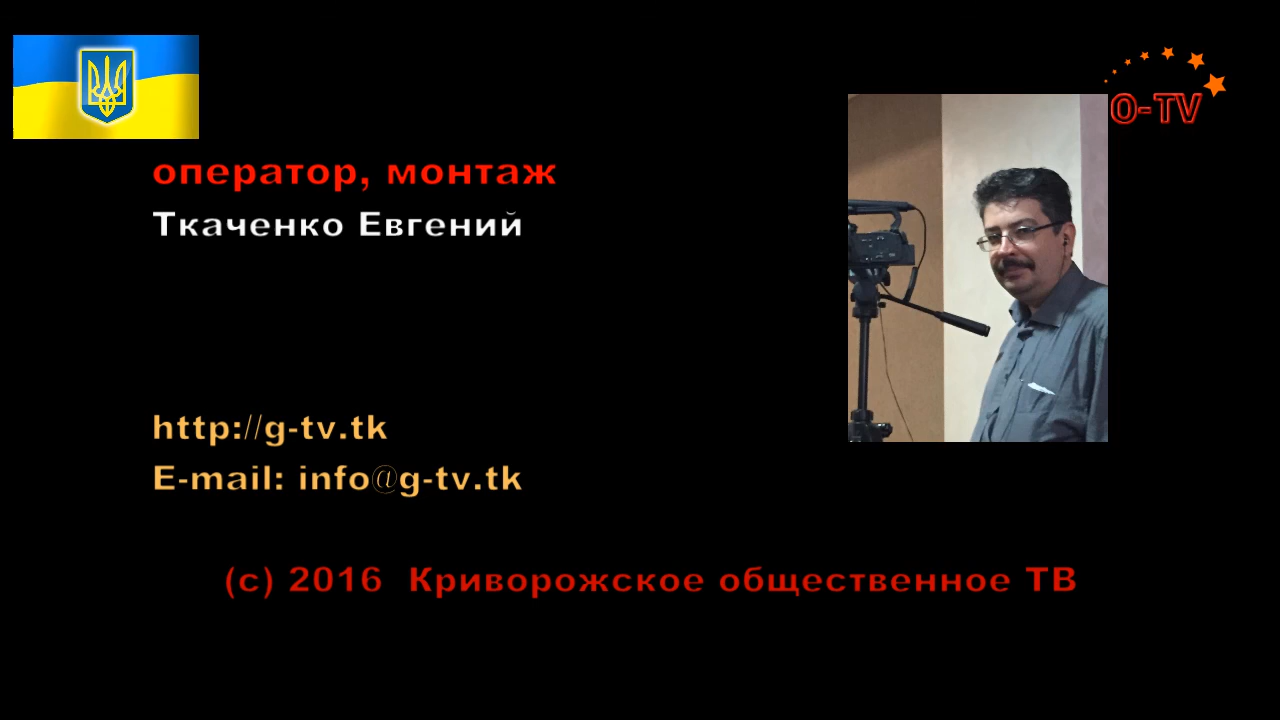 O-TV
оператор, монтаж
Ткаченко Евгений
http://g-tv.tk
E-mail: info@g-tv.tk
(c) 2016 Криворожское общественное ТВ